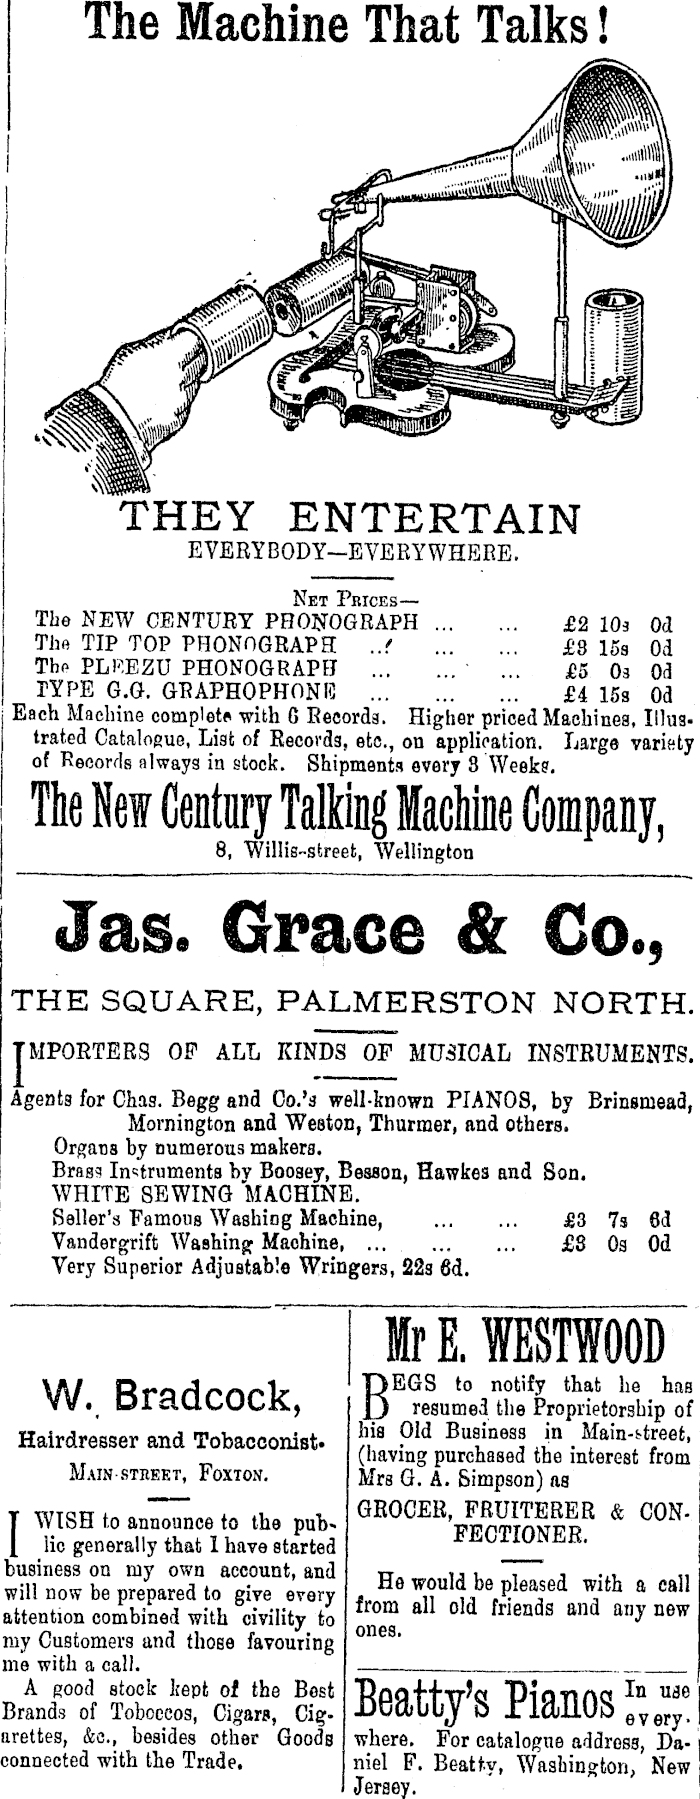 The Machine That Talks!
THEY ENTERTAIN
EVERYBODY—EVERYWHERE.
NET PRICES—
The NEW CENTURY PHONOGRAPH ... ... £2 10s 0d
The TIP TOP PHONOGRAPH ... ... ... £3 15s 0d
The PLEEZU PHONOGRAPH ... ... ... £5 0s 0d
TYPE G.G. GRAPHOPHONE ... ... ... £4 15s 0d
Each Machine complete with 6 Records. Higher priced Machines, Illus-
trated Catalogue, List of Records, etc., on application. Large variety
of Records always in stock. Shipments every 3 Weeks.
The New Century Talking Machine Company,
8, Willis-street, Wellington
Jas. Grace & Co.,
THE SQUARE, PALMERSTON NORTH.
IMPORTERS OF ALL KINDS OF MUSICAL INSTRUMENTS.
Agents for Chas. Begg and Co.'s well-known PIANOS, by Brinsmead,
Mornington and Weston, Thurmer, and others.
Organs by numerous makers.
Brass Instruments by Boosey, Besson, Hawkes and Son.
WHITE SEWING MACHINE.
Seller's Famous Washing Machine, ... ... £3 7s 6d
Vandergrift Washing Machine, ... ... ... £3 0s 0d
Very Superior Adjustable Wringers, 22s 6d.
W. Bradcock,
Hairdresser and Tobacconist.
MAIN-STREET, FOXTON.
I WISH to announce to the pub-
lic generally that I have started
business on my own account, and
will now be prepared to give every
attention combined with civility to
my Customers and those favouring
me with a call.
A good stock kept of the Best
Brands of Toboccos, Cigars, Cig-
arettes, &c., besides other Goods
connected with the Trade.
Mr E. WESTWOOD
BEGS to notify that he has
resumed the Proprietorship of
his Old Business in Main-street,
(having purchased the interest from
Mrs G. A. Simpson) as
GROCER, FRUITERER & CON-
FECTIONER.
He would be pleased with a call
from all old friends and any new
ones.
Beatty's Pianos In use
every-
where. For catalogue address, Da-
niel F. Beatty, Washington, New
Jersey.